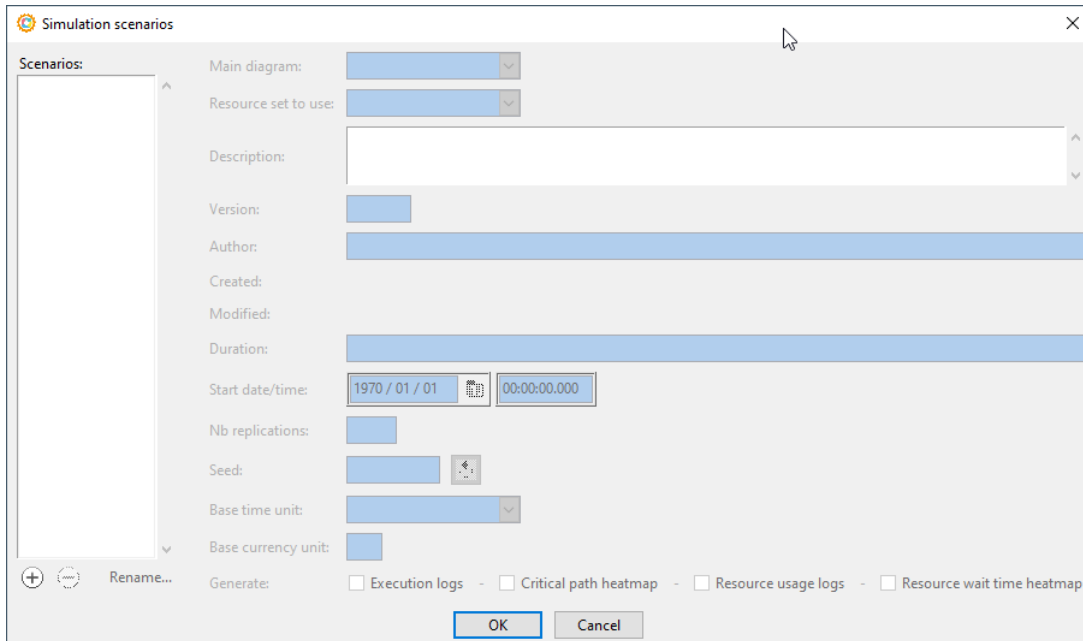 Simulation scenarios
Scenarios:
Main diagram:
Resource set to use:
Description:
Version:
Author:
Created:
Modified:
Duration:
Start date/time: 1970 / 01 / 01 00:00:00.000
Nb replications:
Seed:
Base time unit:
Base currency unit:
Rename...
Generate: Execution logs - Critical path heatmap - Resource usage logs - Resource wait time heatmap
OK Cancel